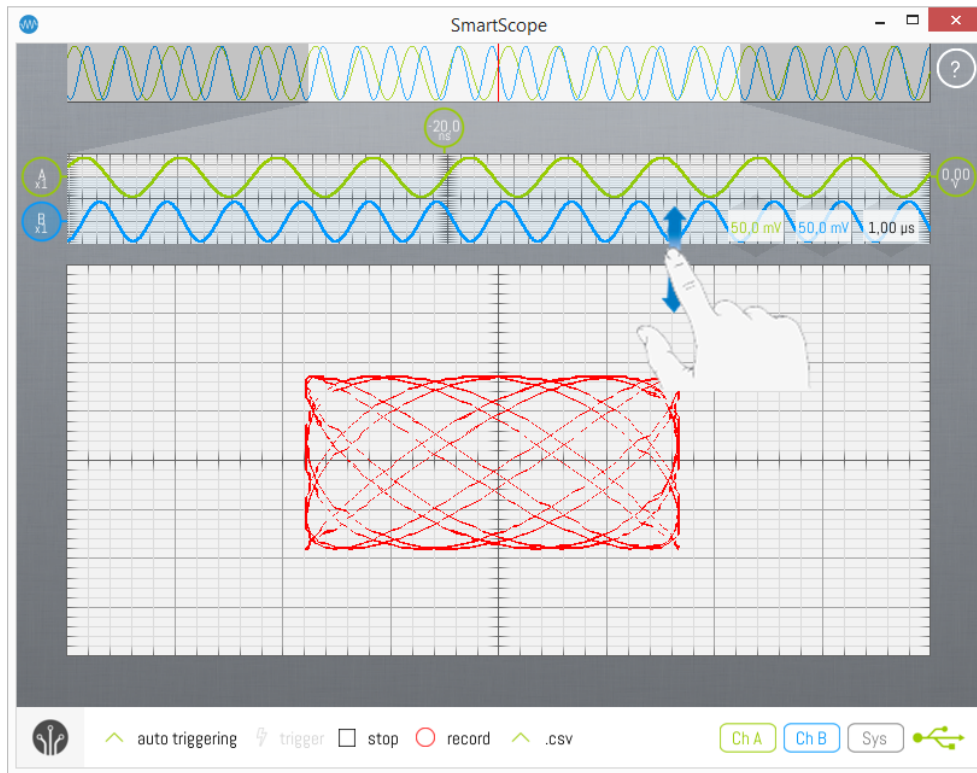 SmartScope
?
-20,0
ns
A
x1
0,00
V
B
x1
50,0 mV
50,0 mV
1,00 µs
auto triggering
trigger
stop
record
.csv
Ch A
Ch B
Sys